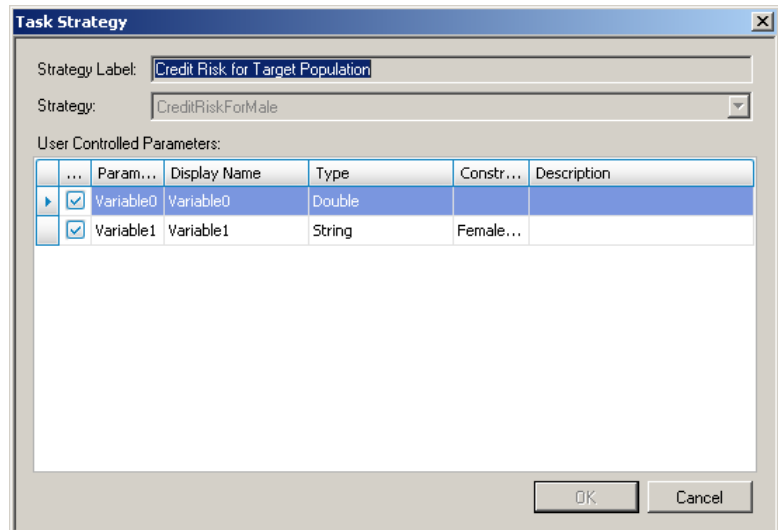 Task Strategy
Strategy Label: Credit Risk for Target Population
Strategy: CreditRiskForMale
User Controlled Parameters:
... Param... Display Name Type Constr... Description
Variable0 Variable0 Double
Variable1 Variable1 String Female...
OK Cancel